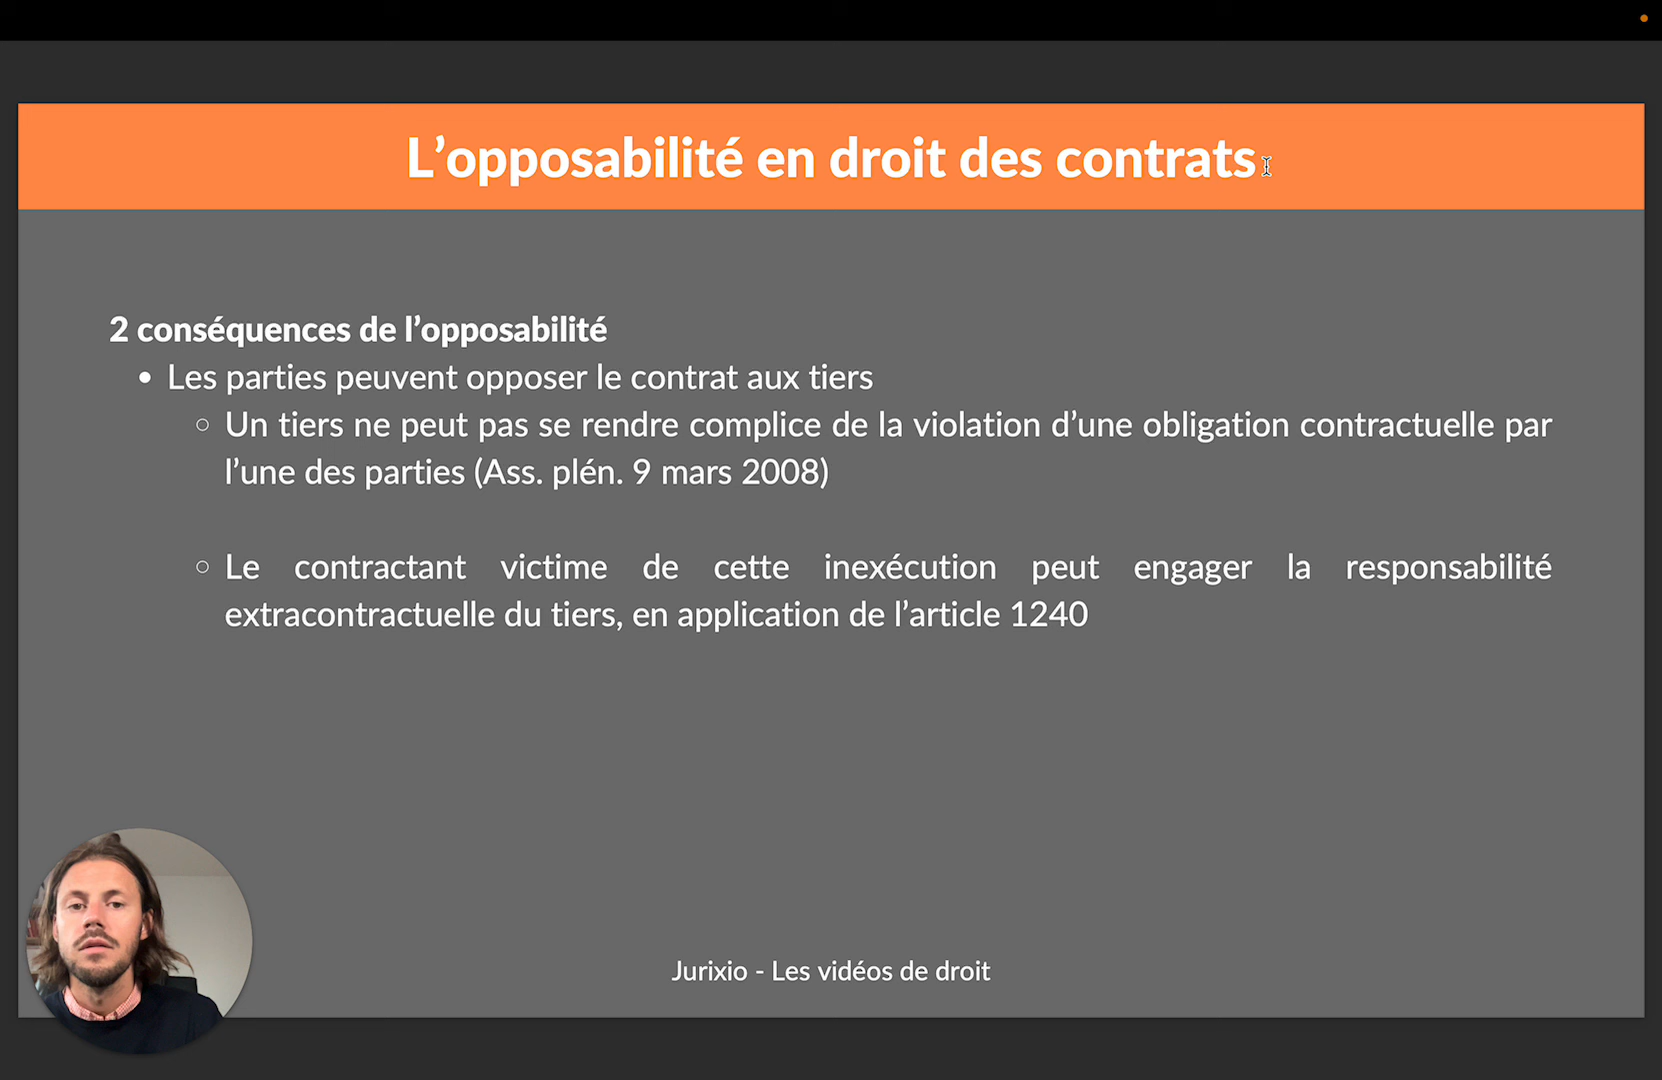 L’opposabilité en droit des contrats
2 conséquences de l’opposabilité
• Les parties peuvent opposer le contrat aux tiers
○ Un tiers ne peut pas se rendre complice de la violation d’une obligation contractuelle par
l’une des parties (Ass. plén. 9 mars 2008)
○ Le contractant victime de cette inexécution peut engager la responsabilité
extracontractuelle du tiers, en application de l’article 1240
Jurixio - Les vidéos de droit